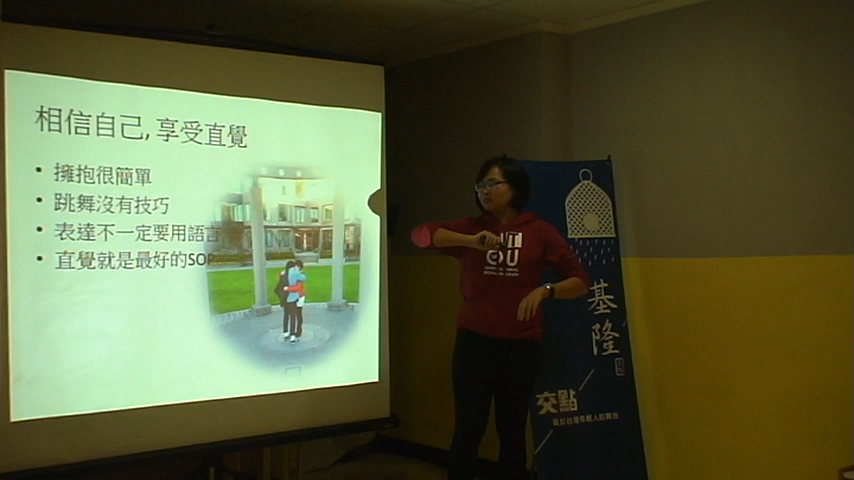 相信自己, 享受直覺
• 擁抱很簡單
• 跳舞沒有技巧
• 表達不一定要用語言
• 直覺就是最好的SOP
U
基隆
交點